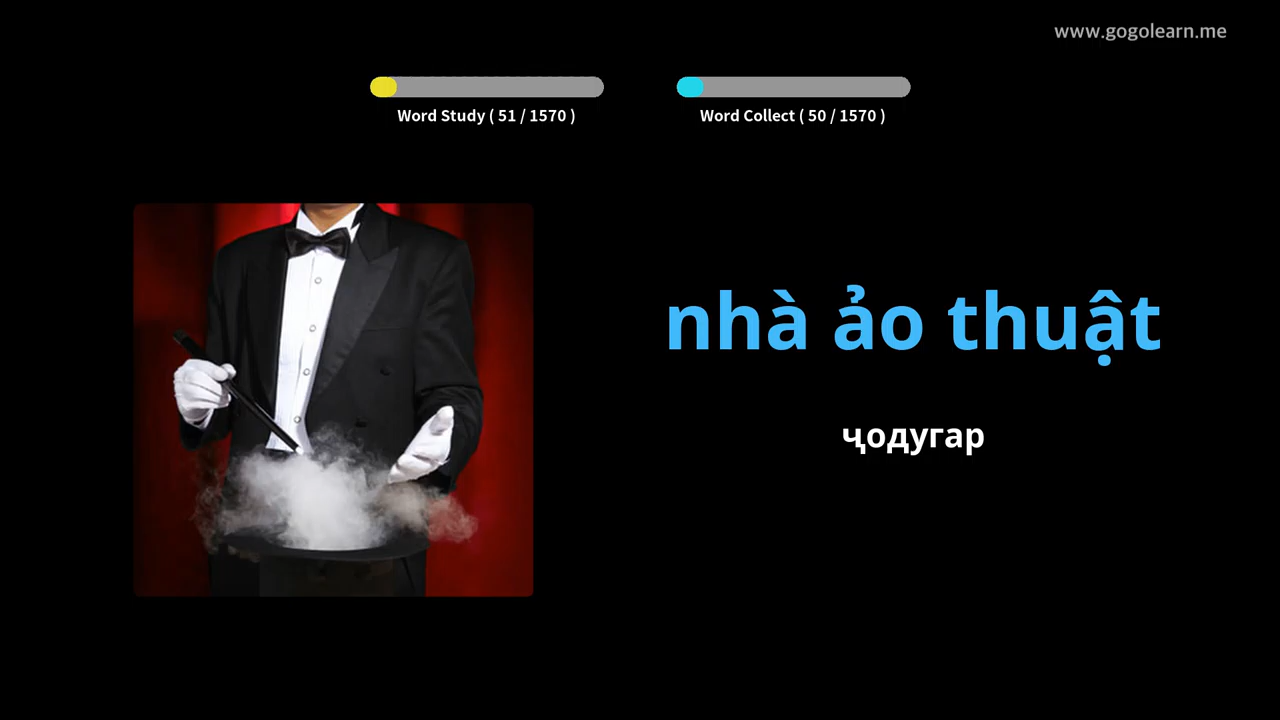 www.gogolearn.me
Word Study ( 51 / 1570 )
Word Collect ( 50 / 1570 )
nhà ảo thuật
ҷодугар